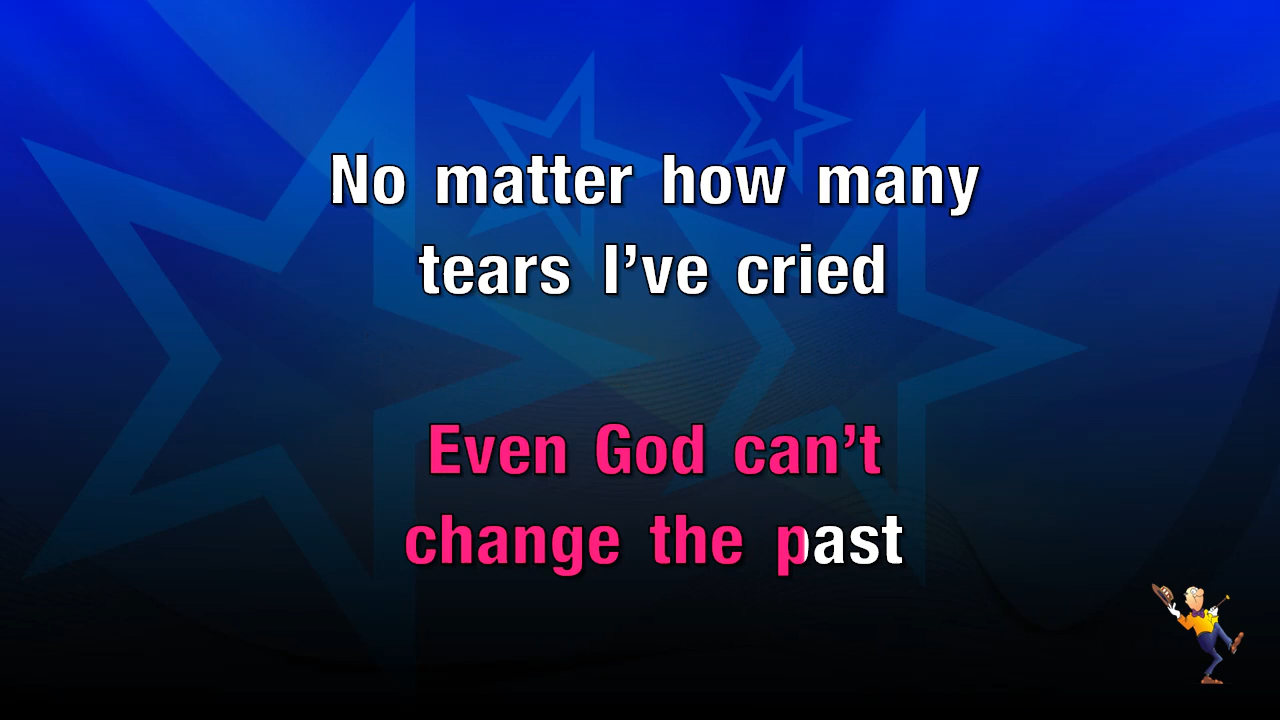 No matter how many
tears I’ve cried
Even God can’t
change the past